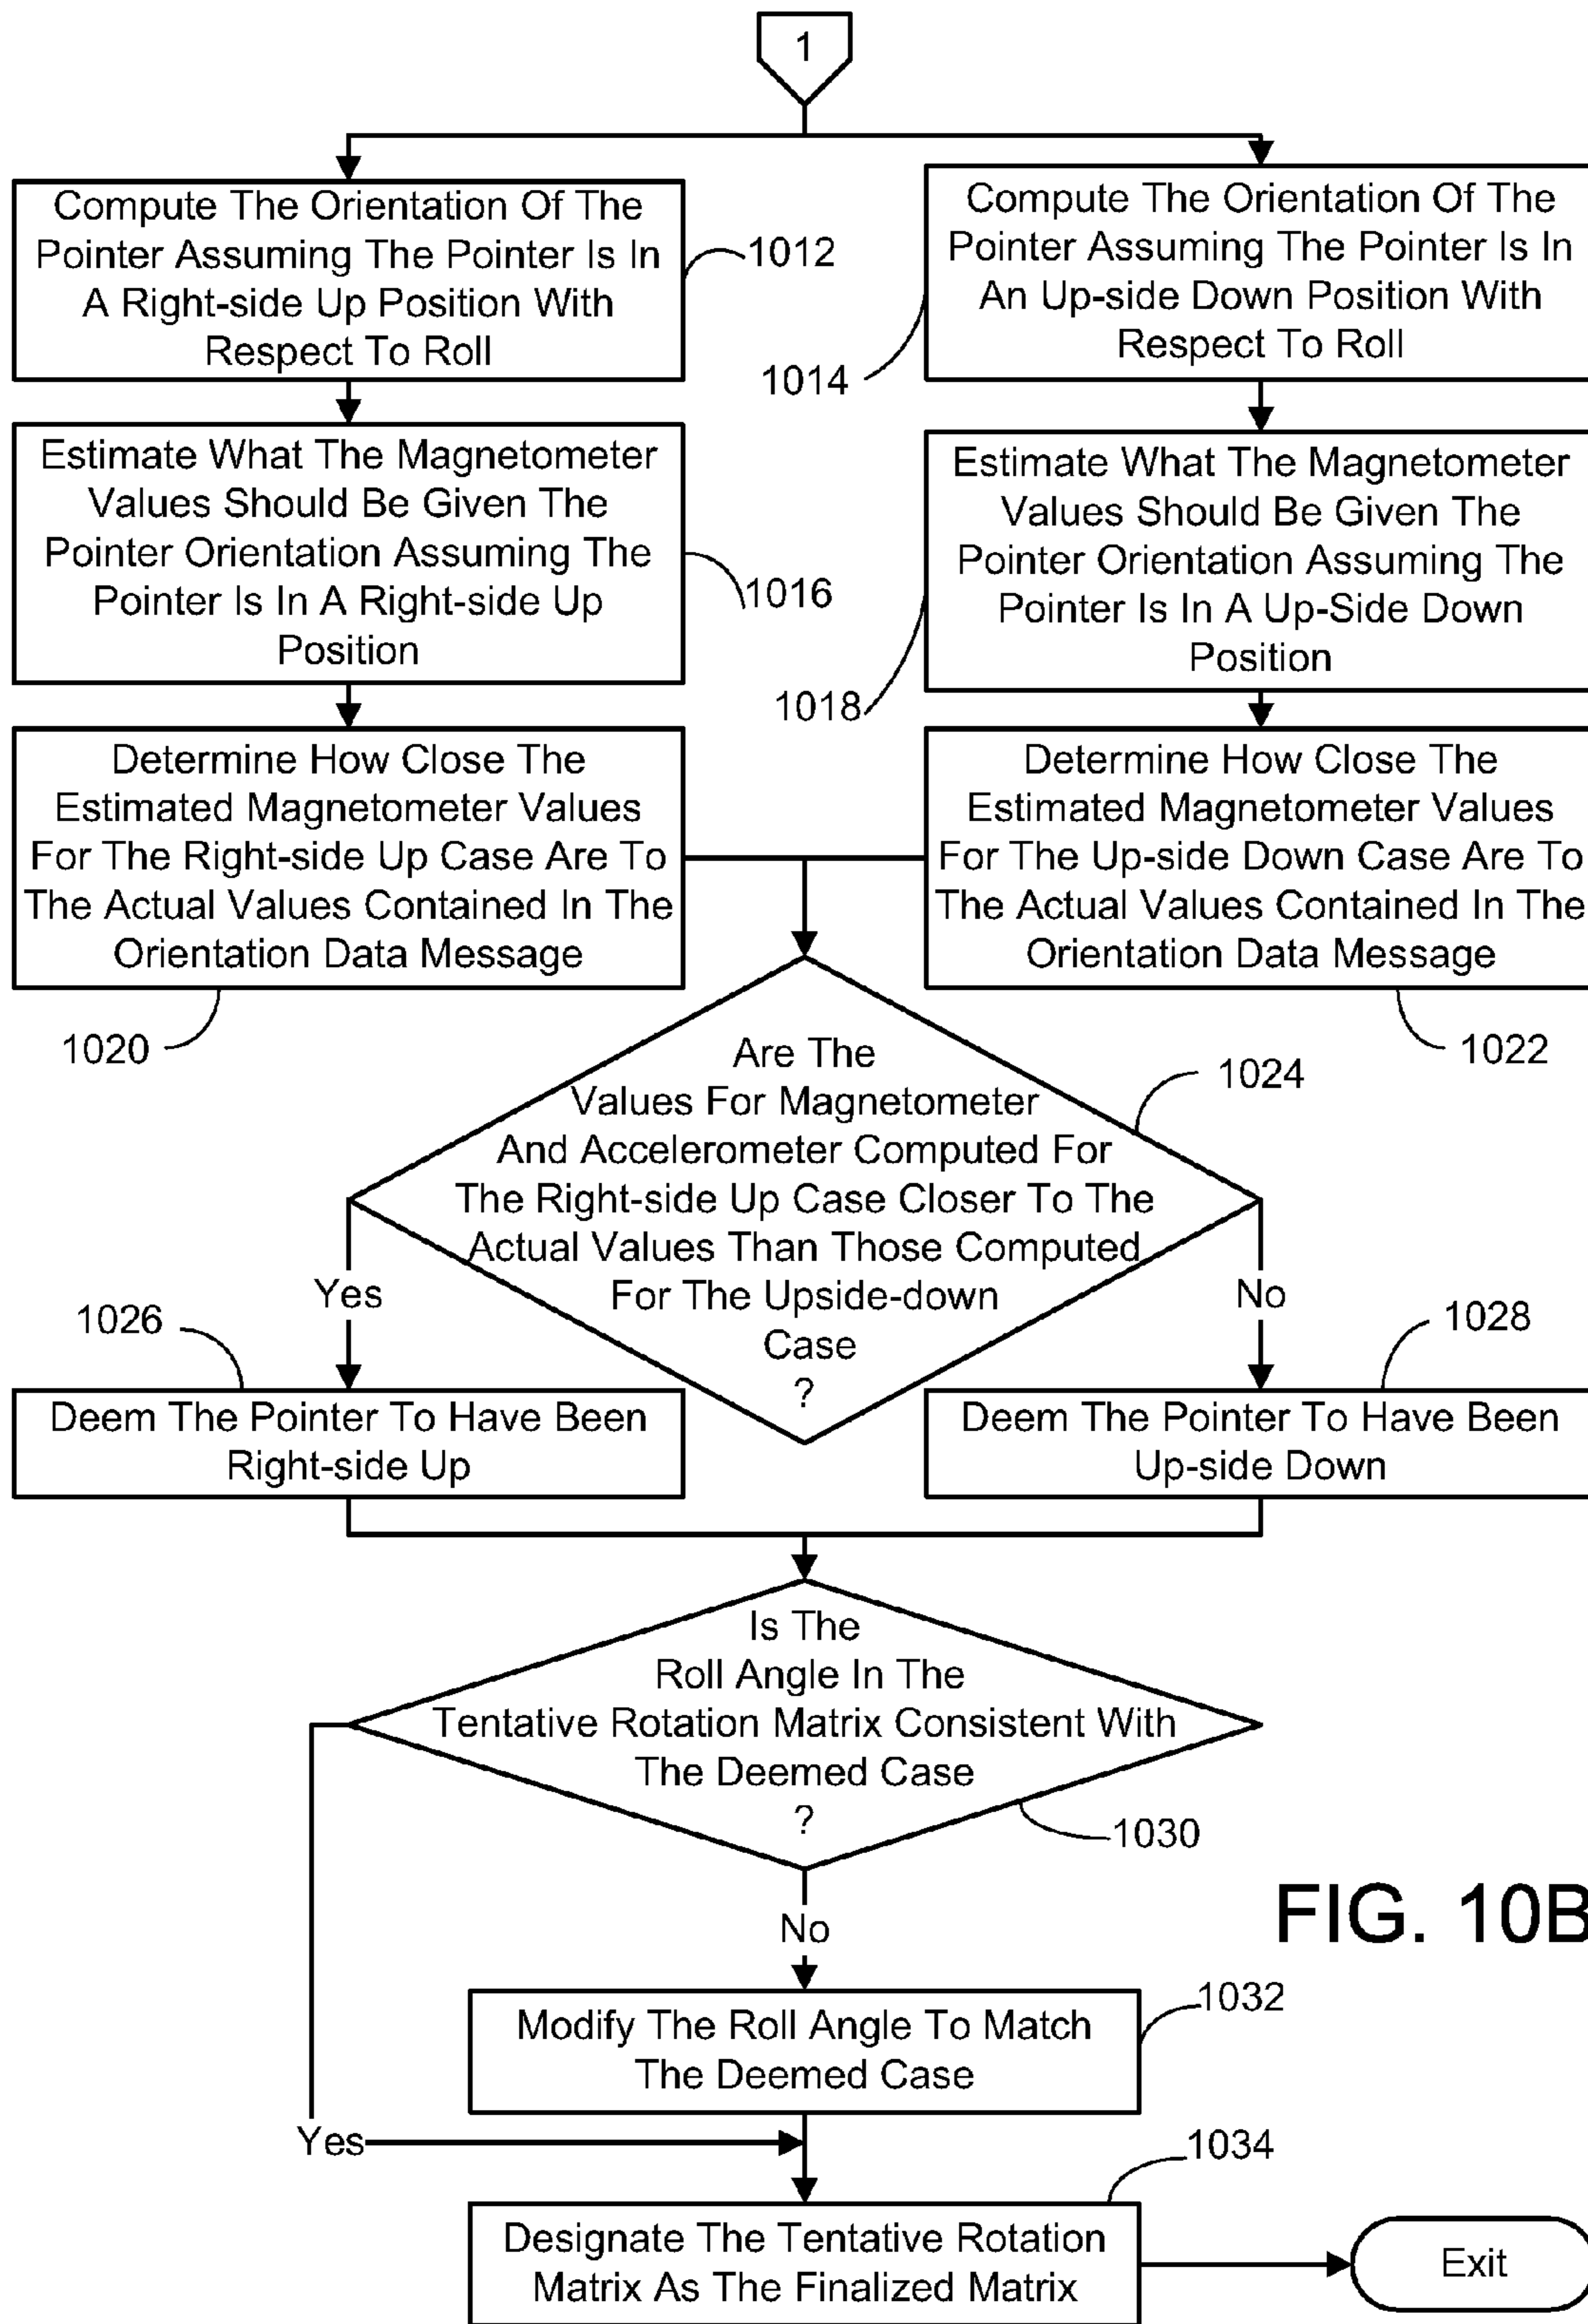 1
Compute The Orientation Of The
Pointer Assuming The Pointer Is In
A Right-side Up Position With
Respect To Roll
1012
Compute The Orientation Of The
Pointer Assuming The Pointer Is In
An Up-side Down Position With
Respect To Roll
1014
Estimate What The Magnetometer
Values Should Be Given The
Pointer Orientation Assuming The
Pointer Is In A Right-side Up
Position
1016
Estimate What The Magnetometer
Values Should Be Given The
Pointer Orientation Assuming The
Pointer Is In A Up-Side Down
Position
1018
Determine How Close The
Estimated Magnetometer Values
For The Right-side Up Case Are To
The Actual Values Contained In The
Orientation Data Message
1020
Determine How Close The
Estimated Magnetometer Values
For The Up-side Down Case Are To
The Actual Values Contained In The
Orientation Data Message
1022
Are The
Values For Magnetometer
And Accelerometer Computed For
The Right-side Up Case Closer To The
Actual Values Than Those Computed
For The Upside-down
Case
?
1024
Yes
No
1026
Deem The Pointer To Have Been
Right-side Up
1028
Deem The Pointer To Have Been
Up-side Down
Is The
Roll Angle In The
Tentative Rotation Matrix Consistent With
The Deemed Case
?
1030
No
FIG. 10B
Modify The Roll Angle To Match
The Deemed Case
1032
Yes
1034
Designate The Tentative Rotation
Matrix As The Finalized Matrix
Exit